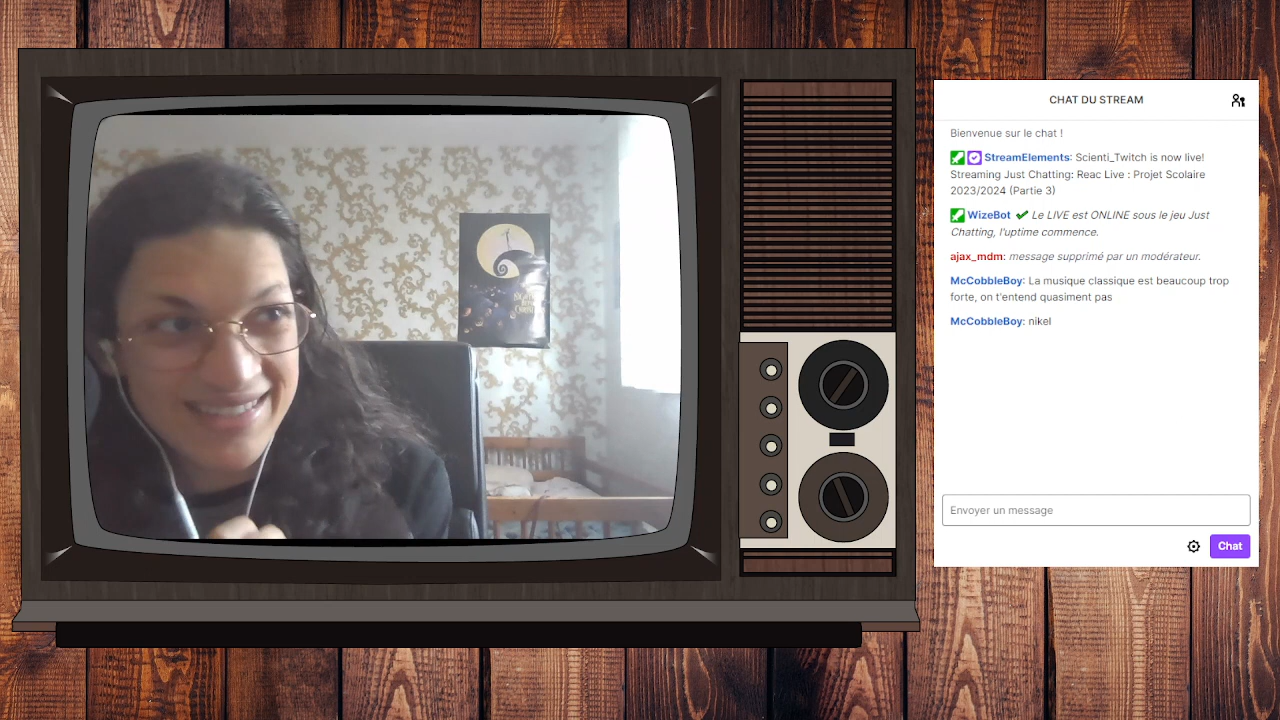 CHAT DU STREAM
Bienvenue sur le chat !
StreamElements: Scienti_Twitch is now live!
Streaming Just Chatting: Reac Live : Projet Scolaire
2023/2024 (Partie 3)
WizeBot Le LIVE est ONLINE sous le jeu Just
Chatting, l'uptime commence.
ajax_mdm: message supprimé par un modérateur.
McCobbleBoy: La musique classique est beaucoup trop
forte, on t'entend quasiment pas
McCobbleBoy: nikel
Envoyer un message
Chat